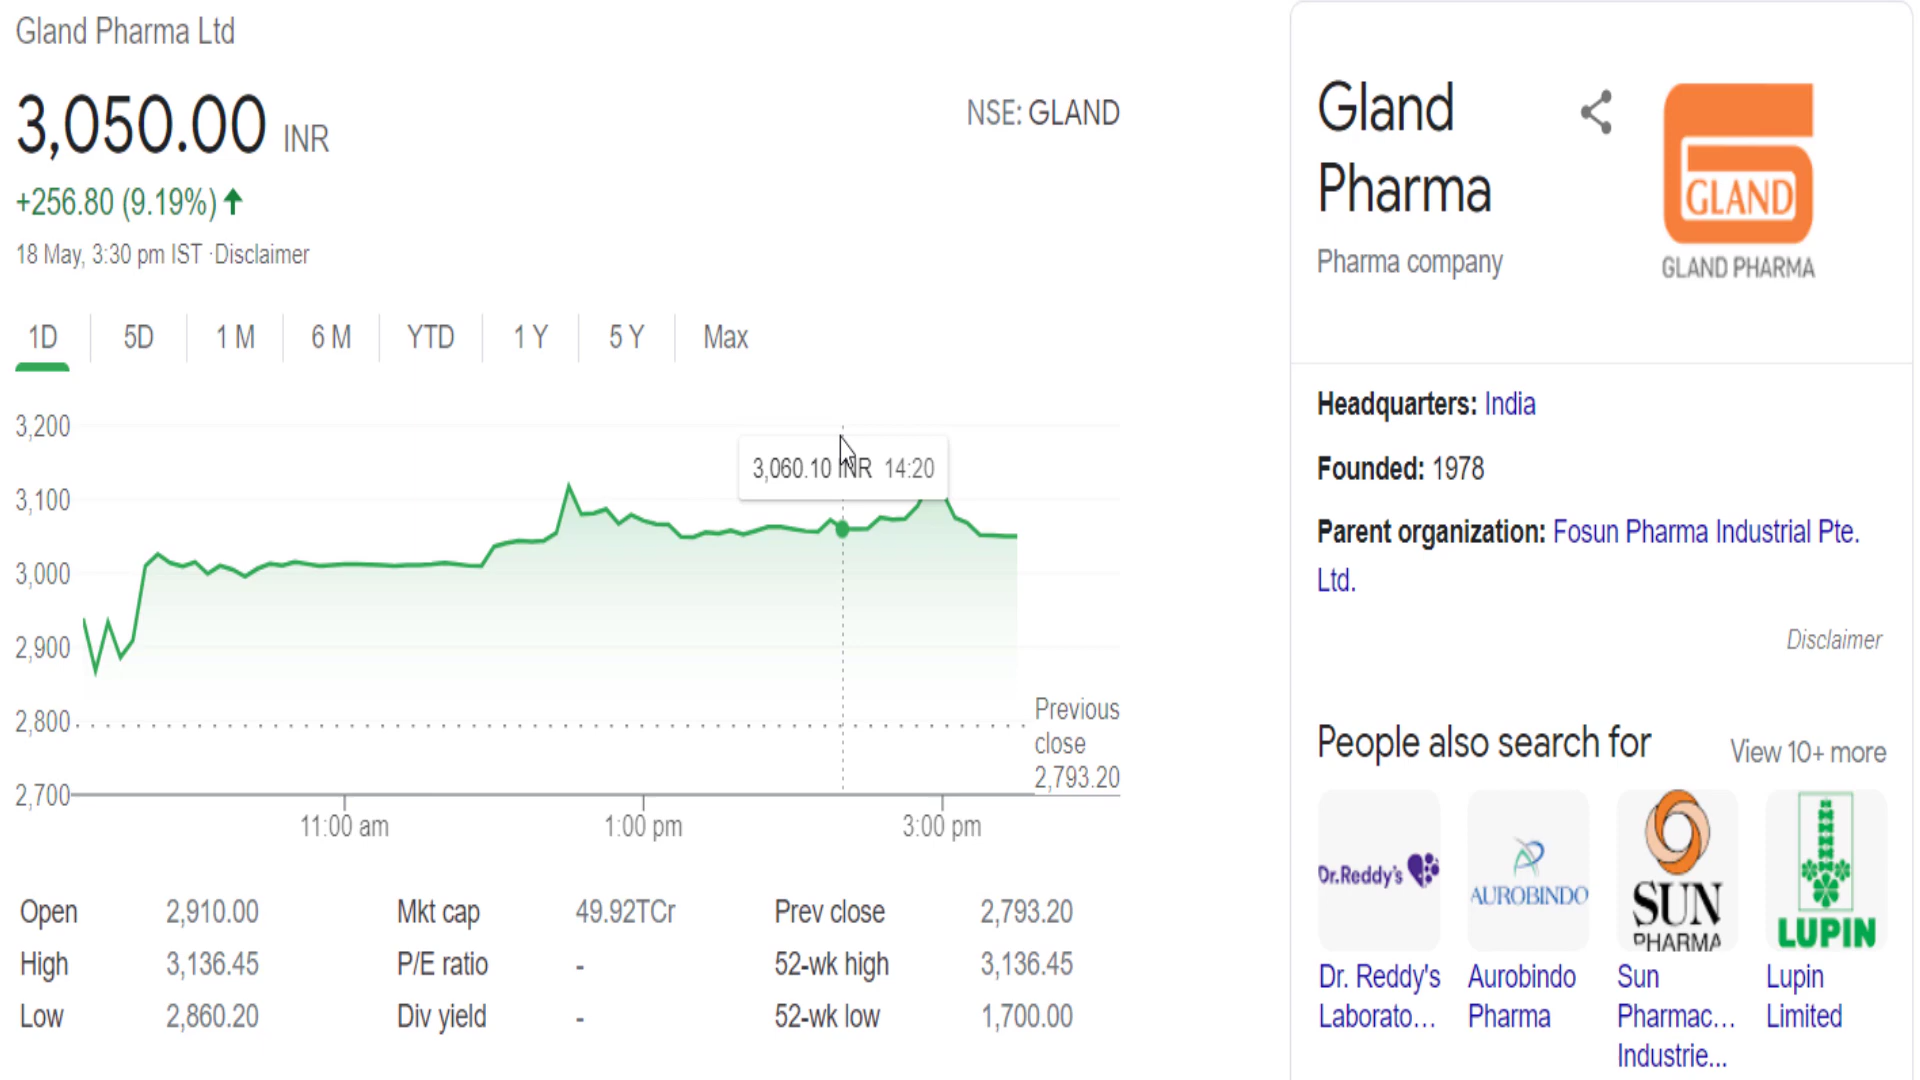 Gland Pharma Ltd
3,050.00 INR
NSE: GLAND
+256.80 (9.19%)
18 May, 3:30 pm IST ·Disclaimer
1D 5D 1 M 6 M YTD 1 Y 5 Y Max
3,200
3,100
3,000
2,900
2,800
2,700
3,060.10 INR 14:20
Previous
close
2,793.20
11:00 am 1:00 pm 3:00 pm
Open 2,910.00 Mkt cap 49.92TCr Prev close 2,793.20
High 3,136.45 P/E ratio - 52-wk high 3,136.45
Low 2,860.20 Div yield - 52-wk low 1,700.00
Gland
Pharma
Pharma company
GLAND
GLAND PHARMA
Headquarters: India
Founded: 1978
Parent organization: Fosun Pharma Industrial Pte.
Ltd.
Disclaimer
People also search for View 10+ more
Dr.Reddy's
AUROBINDO
SUN
PHARMA
LUPIN
Dr. Reddy's
Laborato...
Aurobindo
Pharma
Sun
Pharmac...
Industrie...
Lupin
Limited